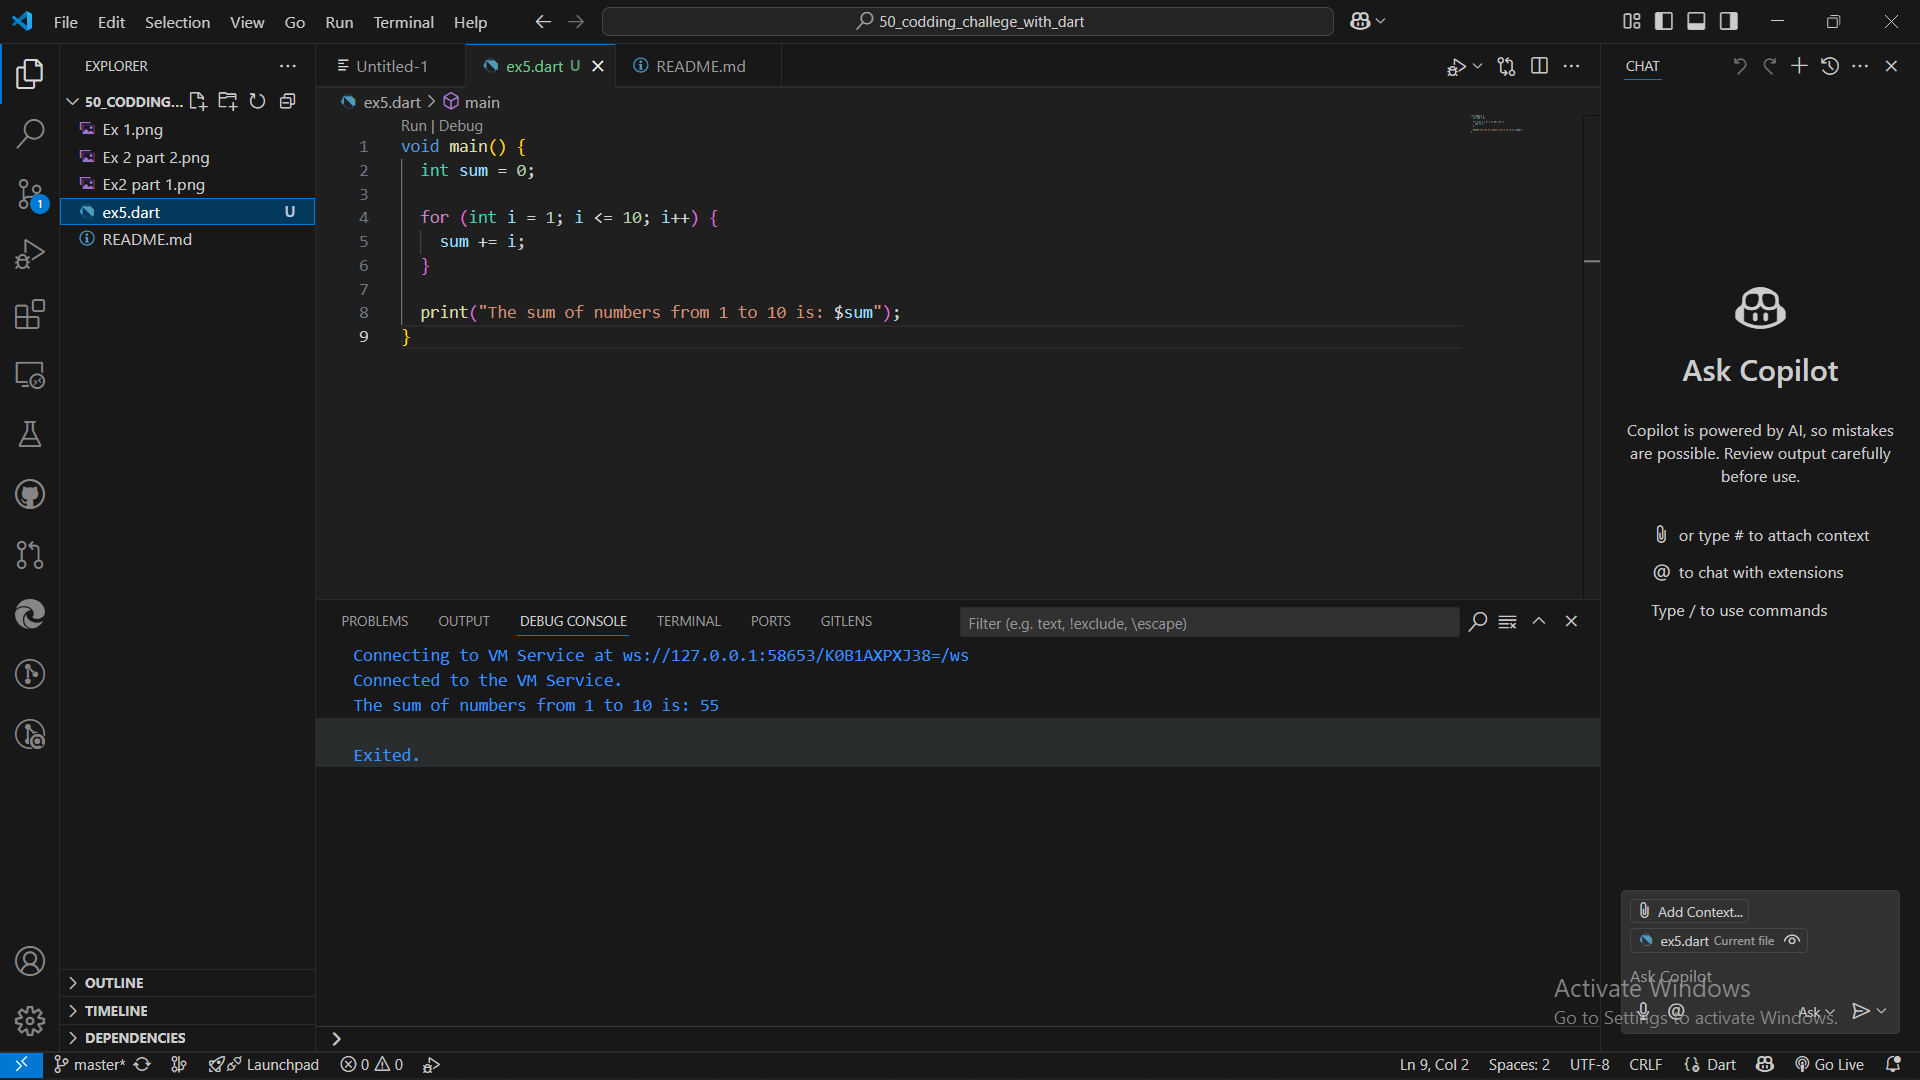 File Edit Selection View Go Run Terminal Help
50_codding_challege_with_dart
EXPLORER
50_CODDING...
Ex 1.png
Ex 2 part 2.png
Ex2 part 1.png
ex5.dart U
README.md
OUTLINE
TIMELINE
DEPENDENCIES
Untitled-1 ex5.dart U README.md
ex5.dart > main
Run | Debug
1 void main() {
2 int sum = 0;
3
4 for (int i = 1; i <= 10; i++) {
5 sum += i;
6 }
7
8 print("The sum of numbers from 1 to 10 is: $sum");
9 }
PROBLEMS OUTPUT DEBUG CONSOLE TERMINAL PORTS GITLENS
Filter (e.g. text, !exclude, \escape)
Connecting to VM Service at ws://127.0.0.1:58653/K0B1AXPXJ38=/ws
Connected to the VM Service.
The sum of numbers from 1 to 10 is: 55
Exited.
CHAT
Ask Copilot
Copilot is powered by AI, so mistakes
are possible. Review output carefully
before use.
or type # to attach context
@ to chat with extensions
Type / to use commands
Add Context...
ex5.dart Current file
Ask Copilot
@ Ask
Activate Windows
Go to Settings to activate Windows.
1
master* Launchpad 0 0
Ln 9, Col 2 Spaces: 2 UTF-8 CRLF {} Dart Go Live